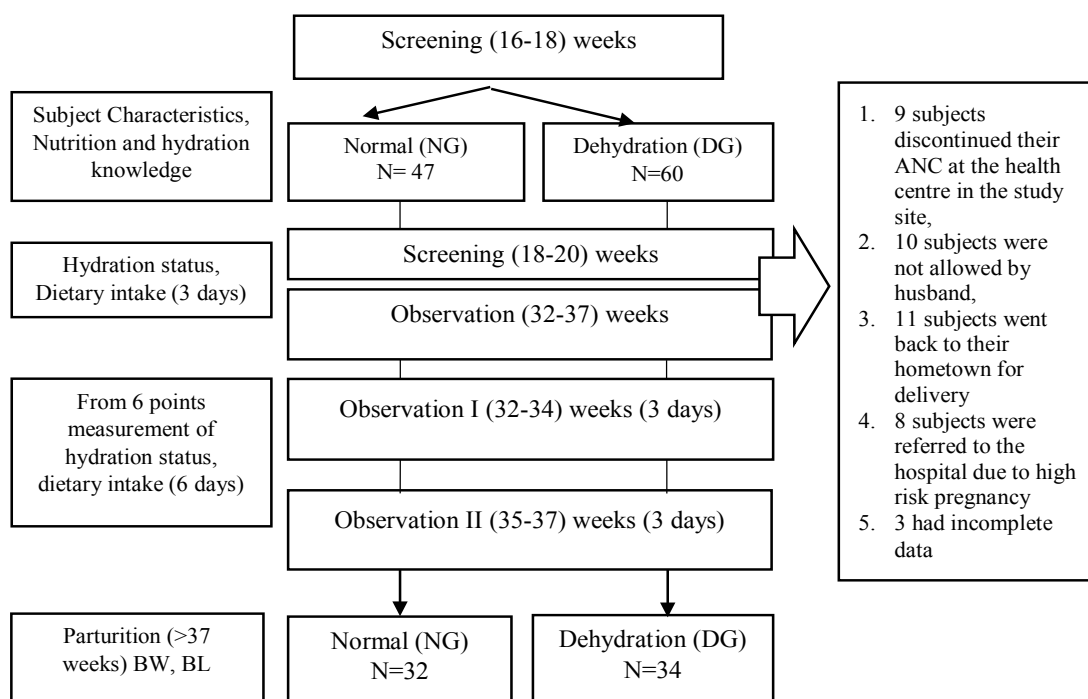 Screening (16-18) weeks
Subject Characteristics,
Nutrition and hydration
knowledge
Normal (NG)
N= 47
Dehydration (DG)
N=60
Screening (18-20) weeks
Hydration status,
Dietary intake (3 days)
Observation (32-37) weeks
From 6 points
measurement of
hydration status,
dietary intake (6 days)
Observation I (32-34) weeks (3 days)
Observation II (35-37) weeks (3 days)
Parturition (>37
weeks) BW, BL
Normal (NG)
N=32
Dehydration (DG)
N=34
1. 9 subjects
discontinued their
ANC at the health
centre in the study
site,
2. 10 subjects were
not allowed by
husband,
3. 11 subjects went
back to their
hometown for
delivery
4. 8 subjects were
referred to the
hospital due to high
risk pregnancy
5. 3 had incomplete
data